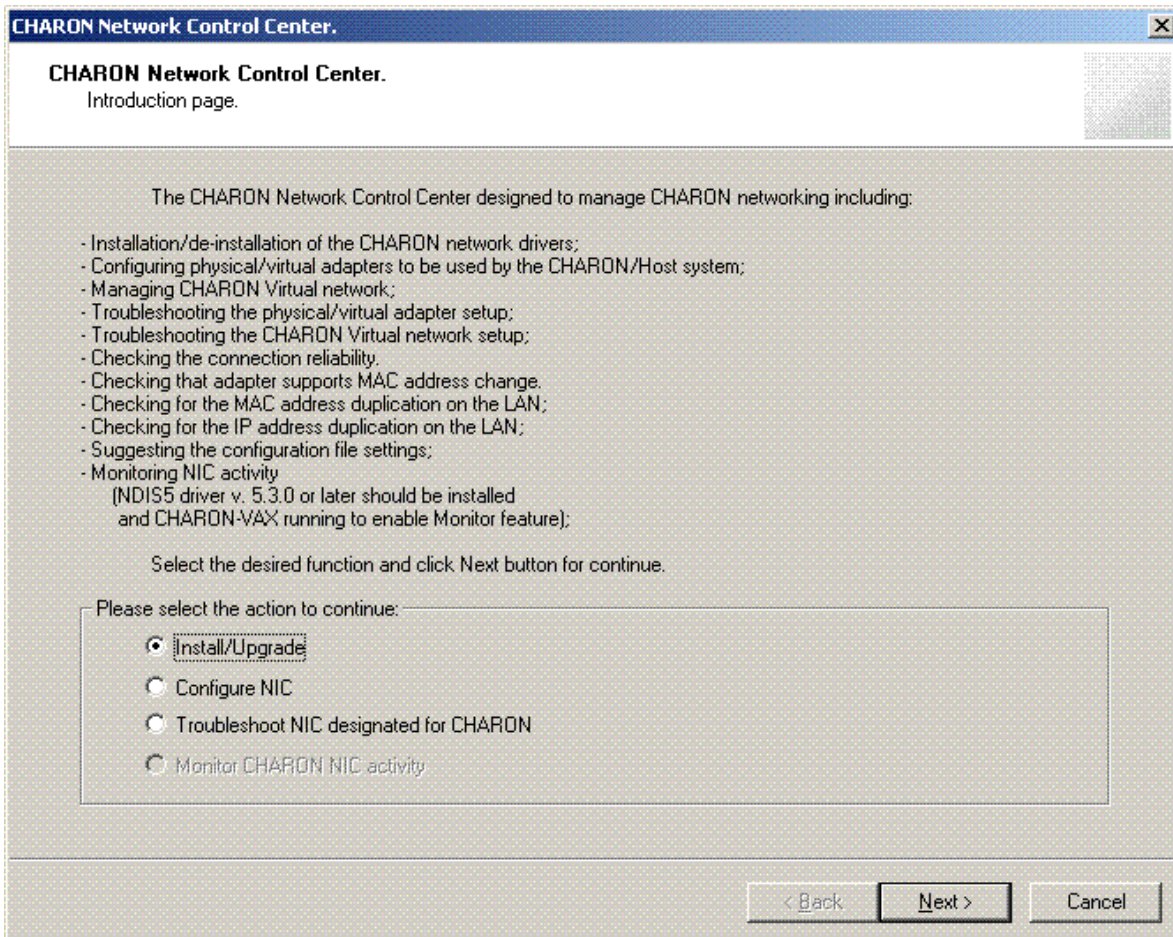 CHARON Network Control Center.
CHARON Network Control Center.
Introduction page.
The CHARON Network Control Center designed to manage CHARON networking including:
- Installation/de-installation of the CHARON network drivers;
- Configuring physical/virtual adapters to be used by the CHARON/Host system;
- Managing CHARON Virtual network;
- Troubleshooting the physical/virtual adapter setup;
- Troubleshooting the CHARON Virtual network setup;
- Checking the connection reliability.
- Checking that adapter supports MAC address change.
- Checking for the MAC address duplication on the LAN;
- Checking for the IP address duplication on the LAN;
- Suggesting the configuration file settings;
- Monitoring NIC activity
(NDIS5 driver v. 5.3.0 or later should be installed
and CHARON-VAX running to enable Monitor feature);
Select the desired function and click Next button for continue.
Please select the action to continue:
Install/Upgrade
Configure NIC
Troubleshoot NIC designated for CHARON
Monitor CHARON NIC activity
< Back Next > Cancel